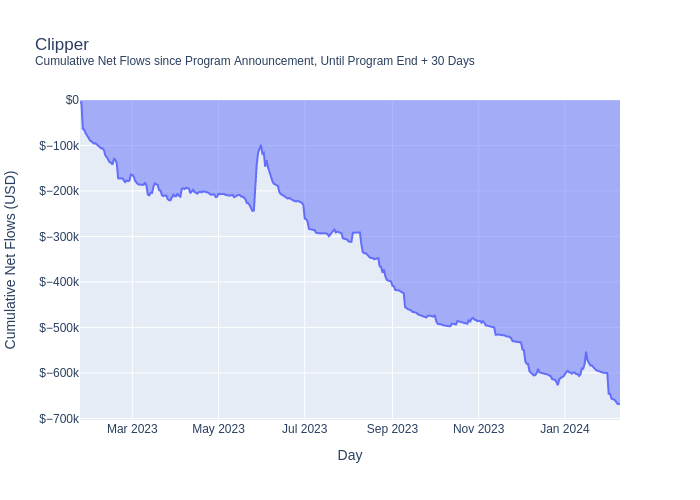 Clipper
Cumulative Net Flows since Program Announcement, Until Program End + 30 Days
$0
$−100k
$−200k
$−300k
$−400k
$−500k
$−600k
$−700k
Cumulative Net Flows (USD)
Mar 2023 May 2023 Jul 2023 Sep 2023 Nov 2023 Jan 2024
Day